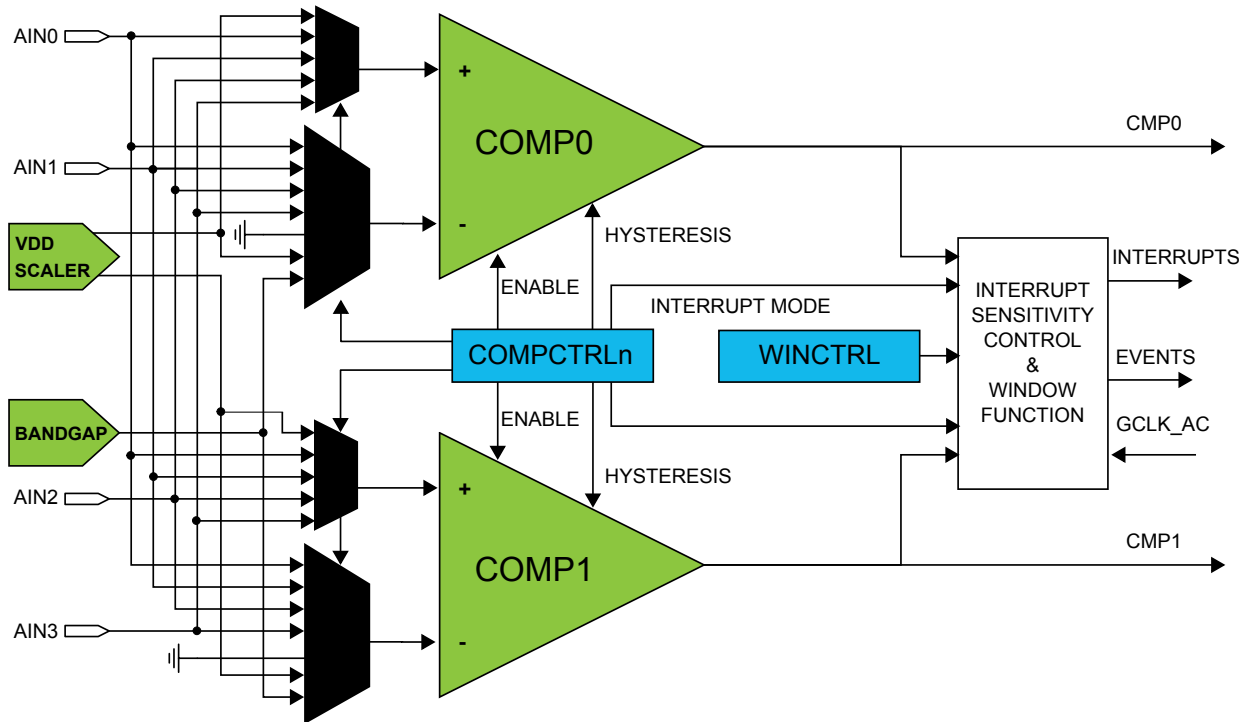 AIN0
+
COMP0
CMP0
AIN1
-
VDD
SCALER
HYSTERESIS
ENABLE
INTERRUPT MODE
INTERRUPTS
INTERRUPT
SENSITIVITY
CONTROL
&
WINDOW
FUNCTION
COMPCTRLn
WINCTRL
EVENTS
BANDGAP
ENABLE
GCLK_AC
HYSTERESIS
AIN2
+
COMP1
CMP1
AIN3
-